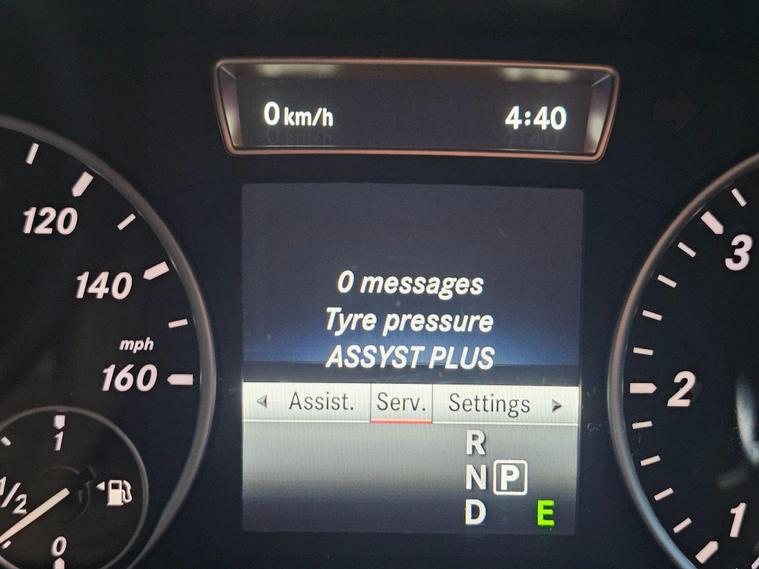 0 km/h 4:40
120
140
mph
160
1
1/2
0
0 messages
Tyre pressure
ASSYST PLUS
Assist. Serv. Settings
R
N P
D E
3
2
1